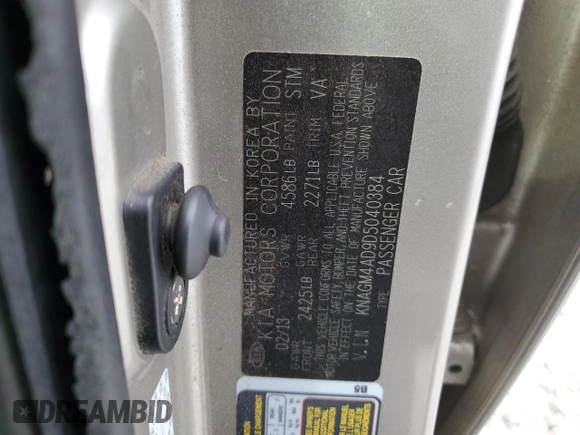 MANUFACTURED IN KOREA BY
KIA MOTORS CORPORATION
02/13 GVWR 4586LB PAINT STM
GAWR FRONT 2425LB GAWR REAR 2271LB TRIM VA
THIS VEHICLE CONFORMS TO ALL APPLICABLE U.S.A FEDERAL
MOTOR VEHICLE SAFETY BUMPER, AND THEFT PREVENTION STANDARDS
IN EFFECT ON THE DATE OF MANUFACTURE SHOWN ABOVE
V.I.N KNAGM4AD9D5040384
TYPE PASSENGER CAR
B5
DREAMBID